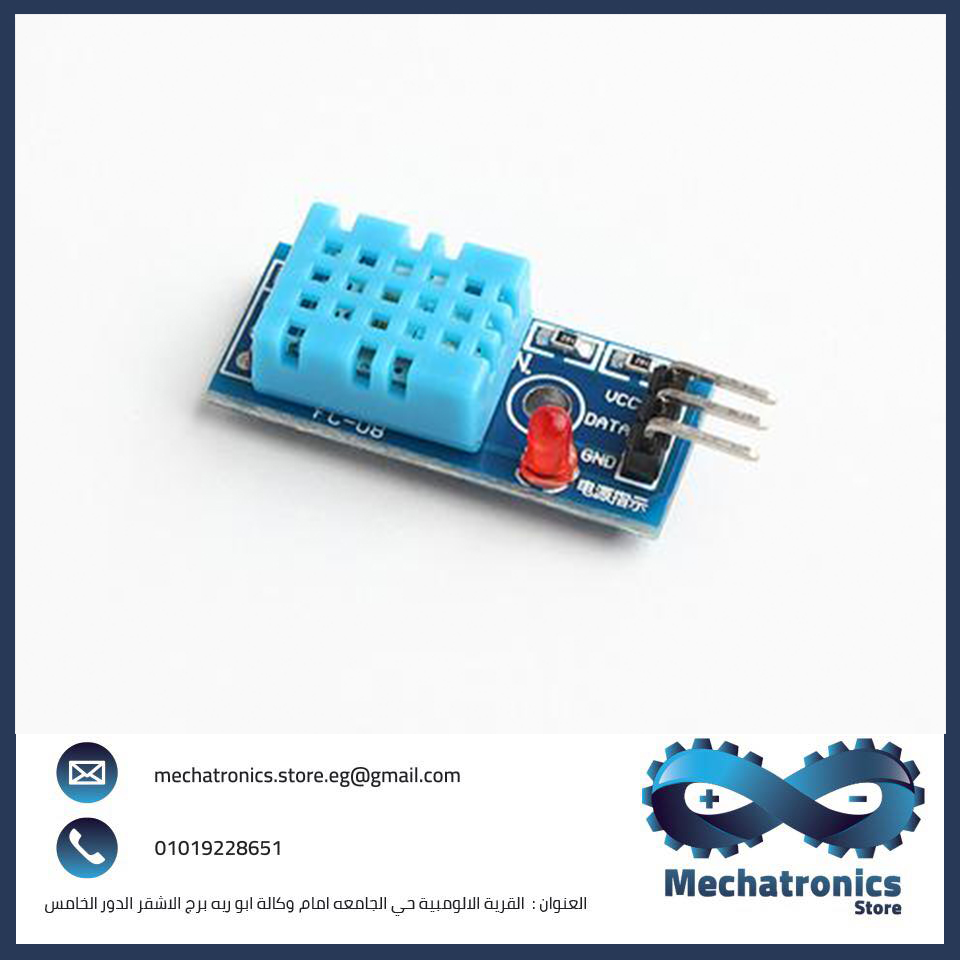 N.
VCC
DATA
GND
FC-08
电源指示
mechatronics.store.eg@gmail.com
01019228651
العنوان : القرية الالومبية حي الجامعه امام وكالة ابو ربه برج الاشقر الدور الخامس
+
-
Mechatronics
Store